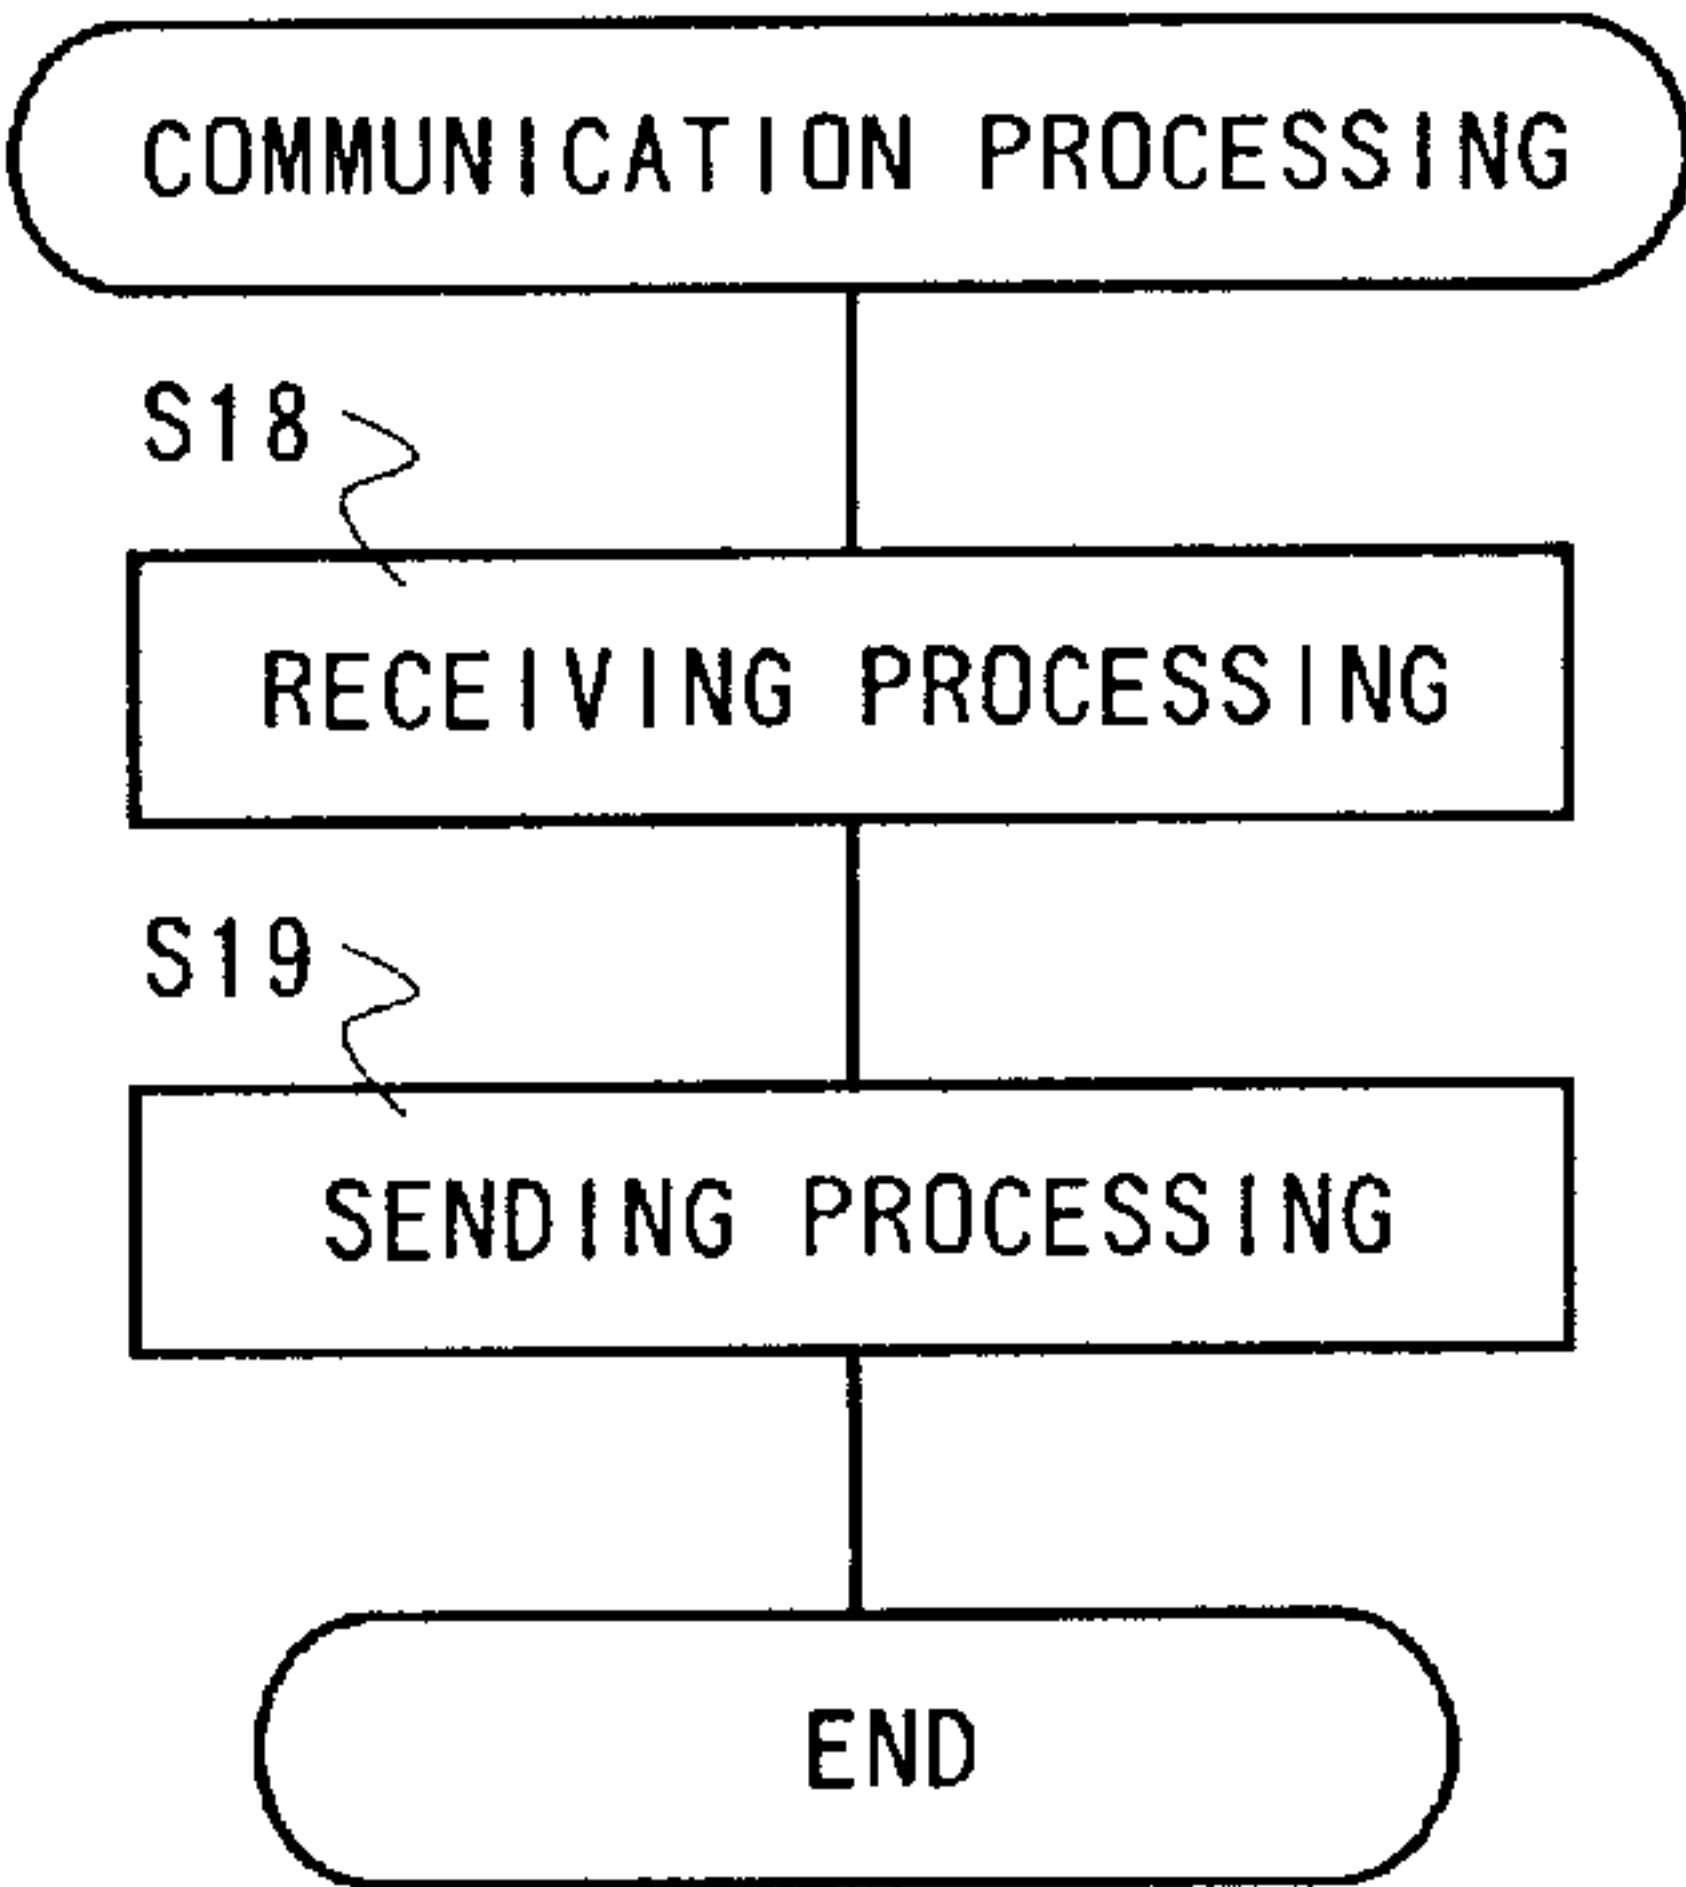 COMMUNICATION PROCESSING
S18
RECEIVING PROCESSING
S19
SENDING PROCESSING
END